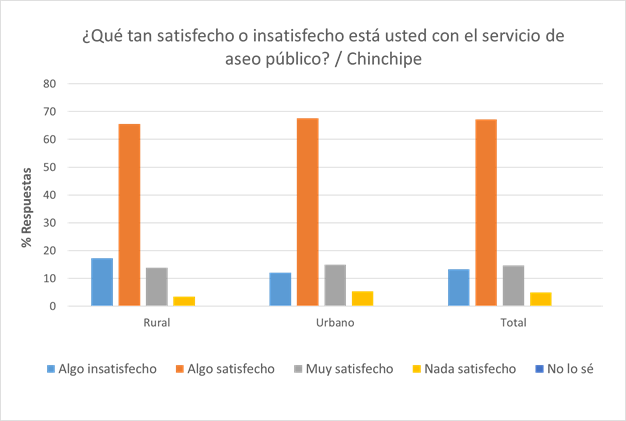 ¿Qué tan satisfecho o insatisfecho está usted con el servicio de
aseo público? / Chinchipe
80
70
60
50
40
30
20
10
0
% Respuestas
Rural Urbano Total
Algo insatisfecho Algo satisfecho Muy satisfecho Nada satisfecho No lo sé